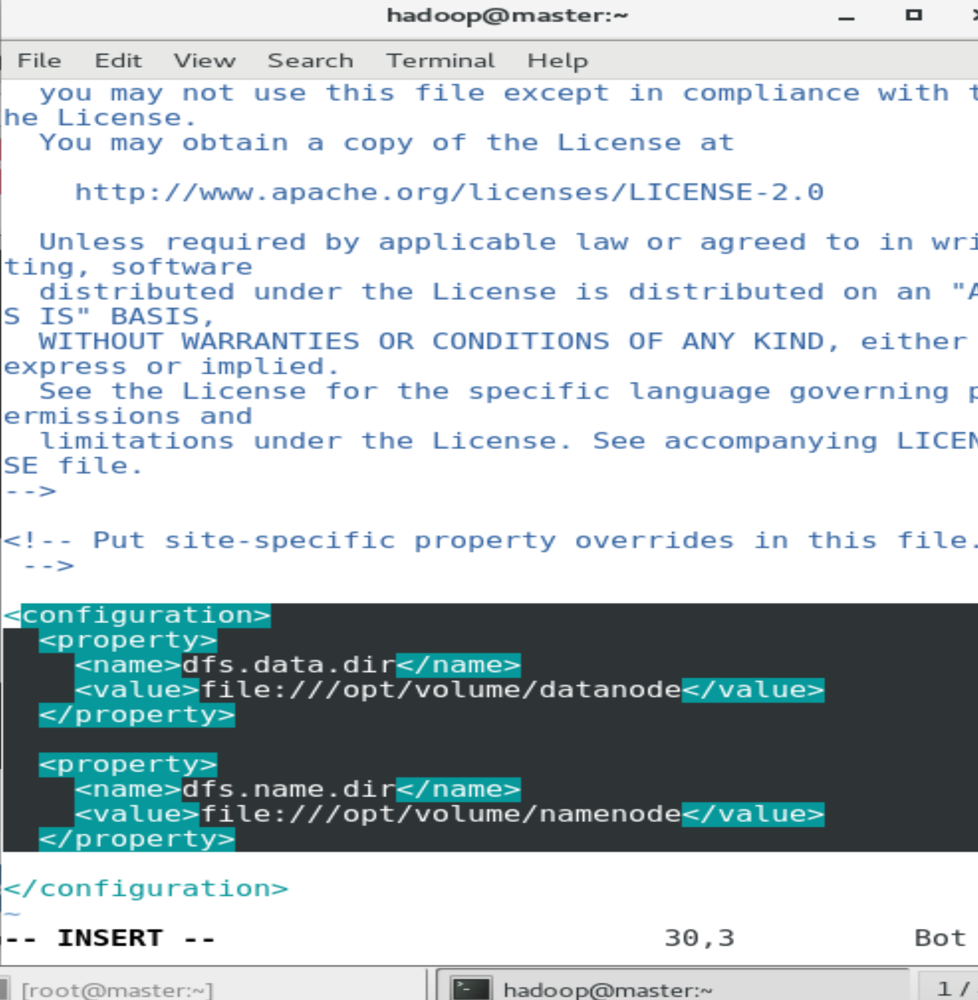 hadoop@master:~
File Edit View Search Terminal Help
  you may not use this file except in compliance with t
he License.
  You may obtain a copy of the License at
    http://www.apache.org/licenses/LICENSE-2.0
  Unless required by applicable law or agreed to in wri
ting, software
  distributed under the License is distributed on an "A
S IS" BASIS,
  WITHOUT WARRANTIES OR CONDITIONS OF ANY KIND, either
express or implied.
  See the License for the specific language governing p
ermissions and
  limitations under the License. See accompanying LICEN
SE file.
-->
<!-- Put site-specific property overrides in this file.
 -->
<configuration>
  <property>
    <name>dfs.data.dir</name>
    <value>file:///opt/volume/datanode</value>
  </property>
  <property>
    <name>dfs.name.dir</name>
    <value>file:///opt/volume/namenode</value>
  </property>
</configuration>
~
-- INSERT -- 30,3 Bot
[root@master:~] hadoop@master:~ 1 /